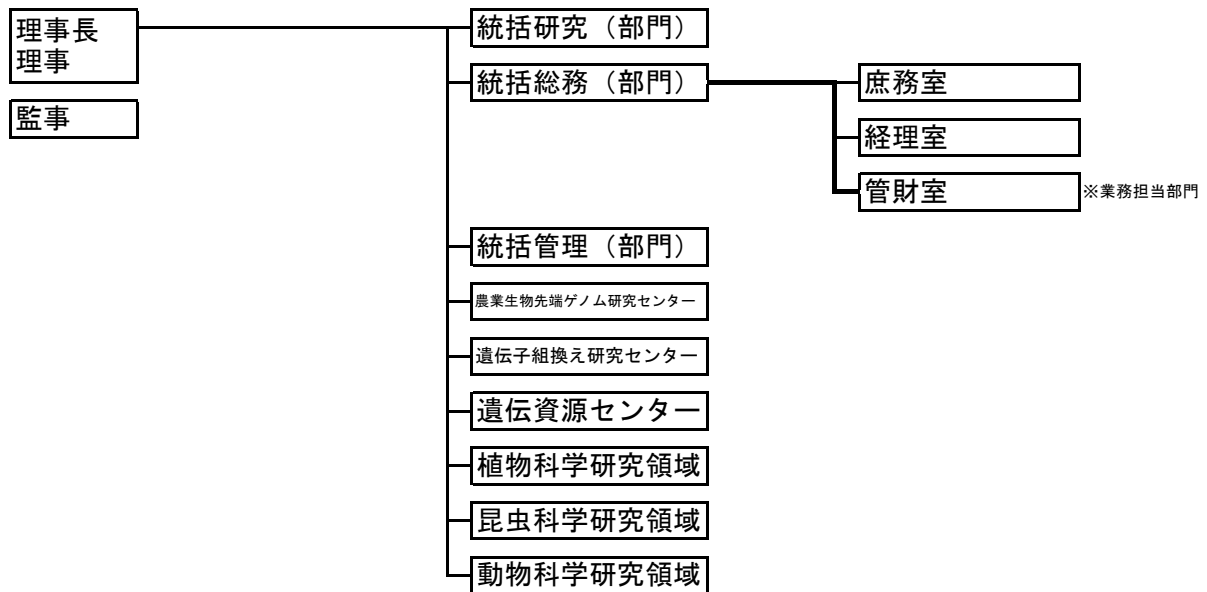 理事長
理事
監事
統括研究（部門）
統括総務（部門）
庶務室
経理室
管財室
※業務担当部門
統括管理（部門）
農業生物先端ゲノム研究センター
遺伝子組換え研究センター
遺伝資源センター
植物科学研究領域
昆虫科学研究領域
動物科学研究領域